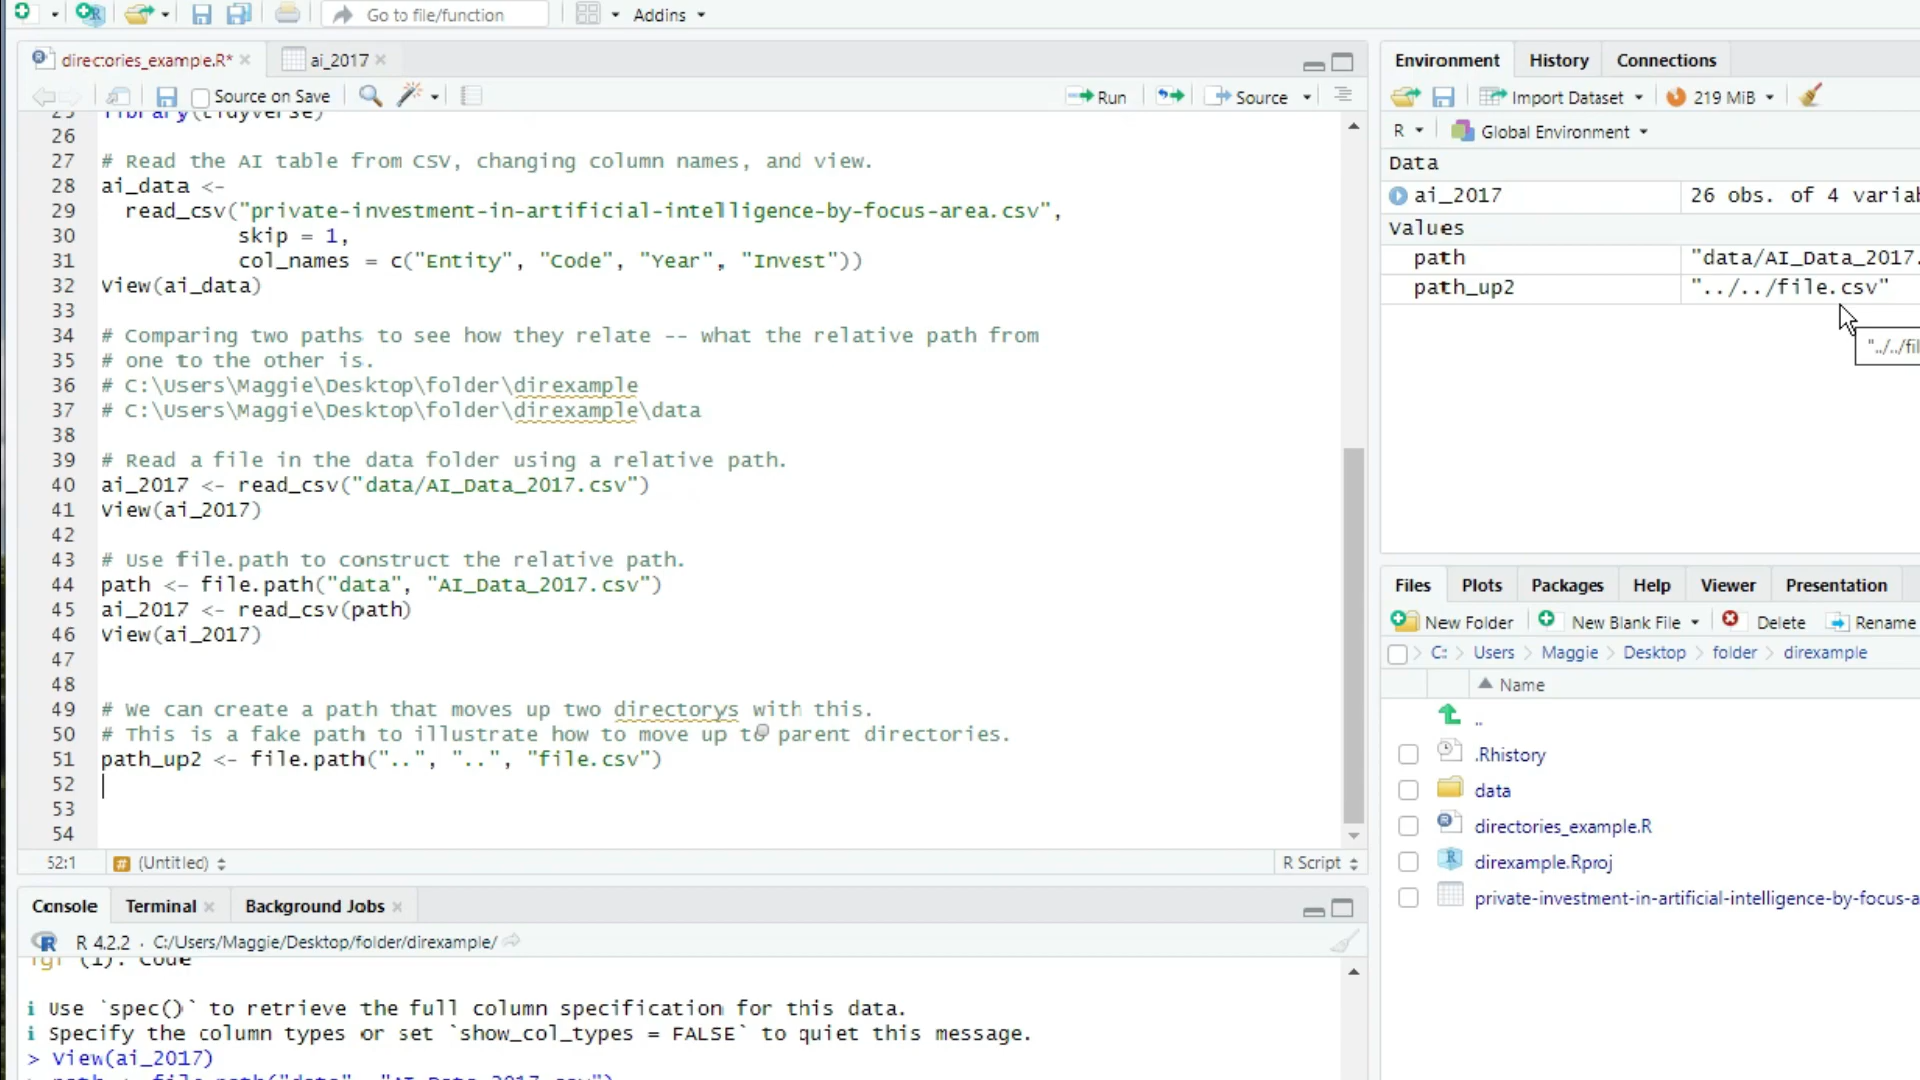 Go to file/function
Addins
directories_example.R*
ai_2017
Source on Save
Run
Source
25 library(tidyverse)
26
27 # Read the AI table from CSV, changing column names, and view.
28 ai_data <-
29 read_csv("private-investment-in-artificial-intelligence-by-focus-area.csv",
30 skip = 1,
31 col_names = c("Entity", "Code", "Year", "Invest"))
32 View(ai_data)
33
34 # Comparing two paths to see how they relate -- what the relative path from
35 # one to the other is.
36 # C:\Users\Maggie\Desktop\folder\direxample
37 # C:\Users\Maggie\Desktop\folder\direxample\data
38
39 # Read a file in the data folder using a relative path.
40 ai_2017 <- read_csv("data/AI_Data_2017.csv")
41 View(ai_2017)
42
43 # Use file.path to construct the relative path.
44 path <- file.path("data", "AI_Data_2017.csv")
45 ai_2017 <- read_csv(path)
46 View(ai_2017)
47
48
49 # We can create a path that moves up two directorys with this.
50 # This is a fake path to illustrate how to move up to parent directories.
51 path_up2 <- file.path("..", "..", "file.csv")
52
53
54
52:1 # (Untitled) R Script
Console Terminal Background Jobs
R 4.2.2 · C:/Users/Maggie/Desktop/folder/direxample/
(1): Code
i Use `spec()` to retrieve the full column specification for this data.
i Specify the column types or set `show_col_types = FALSE` to quiet this message.
> View(ai_2017)
> path <- file.path("data", "AI_Data_2017.csv")
Environment History Connections
Import Dataset 219 MiB
R Global Environment
Data
ai_2017 26 obs. of 4 variab
Values
path "data/AI_Data_2017.
path_up2 "../../file.csv"
"../../fil
Files Plots Packages Help Viewer Presentation
New Folder New Blank File Delete Rename
C: > Users > Maggie > Desktop > folder > direxample
Name
..
.Rhistory
data
directories_example.R
direxample.Rproj
private-investment-in-artificial-intelligence-by-focus-a